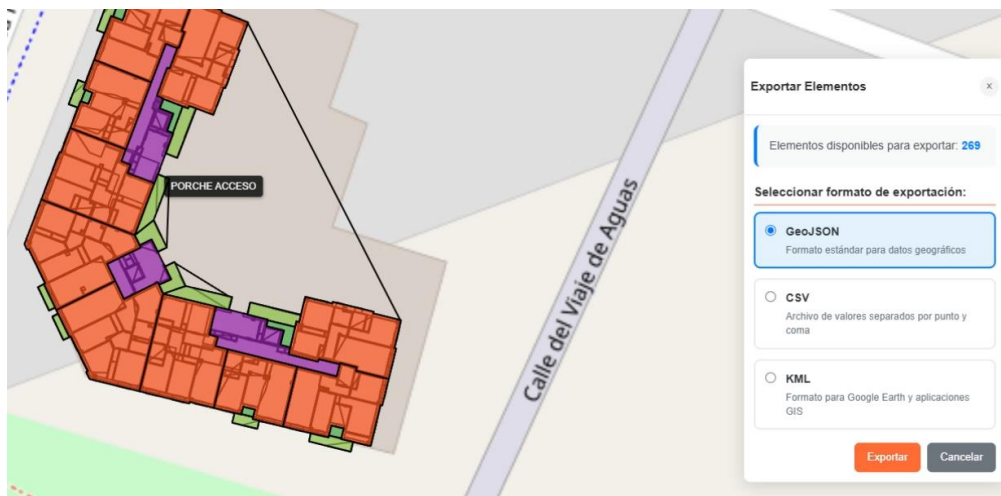 PORCHE ACCESO
Calle del Viaje de Aguas
Exportar Elementos
×
Elementos disponibles para exportar: 269
Seleccionar formato de exportación:
GeoJSON
Formato estándar para datos geográficos
CSV
Archivo de valores separados por punto y
coma
KML
Formato para Google Earth y aplicaciones
GIS
Exportar
Cancelar